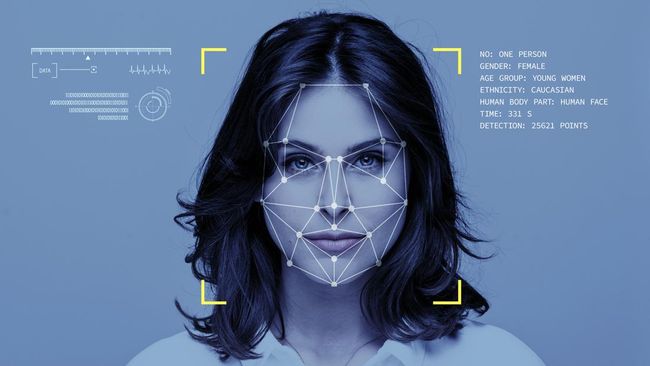 DATA
NO: ONE PERSON
GENDER: FEMALE
AGE GROUP: YOUNG WOMEN
ETHNICITY: CAUCASIAN
HUMAN BODY PART: HUMAN FACE
TIME: 331 S
DETECTION: 25621 POINTS